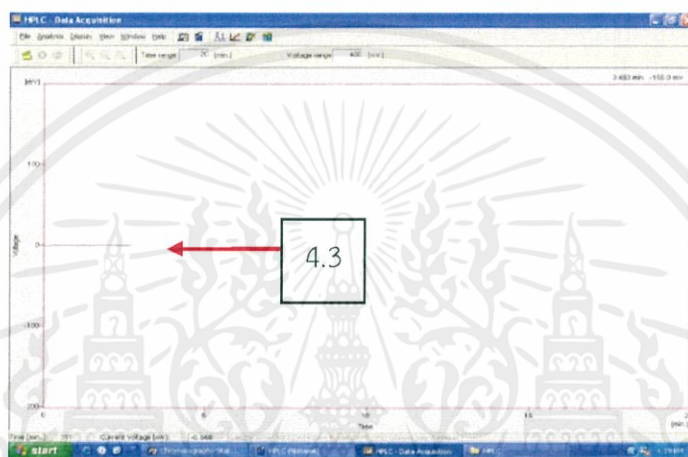 HPLC - Data Acquisition
File Analysis Display View Window Help
Time range 20 [min.] Voltage range 400 [mV]
[mV]
100
0
-100
-200
Voltage
4.3
0 5 10 15
Time
[min.]
Time [min.] Current Voltage [mV]
start HPLC - Data Acquisition